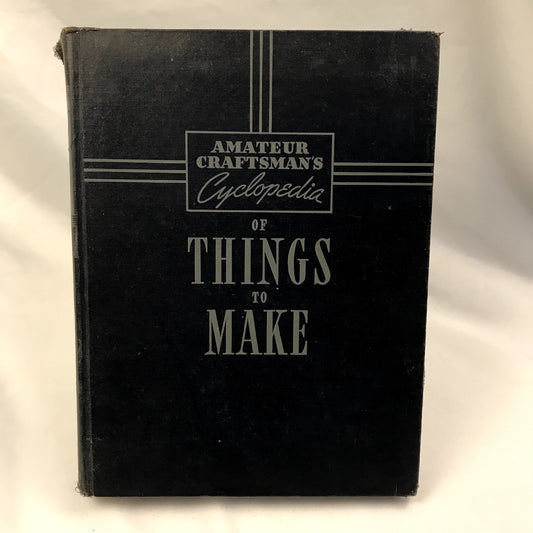 AMATEUR
CRAFTSMAN'S
Cyclopedia
OF
THINGS
TO
MAKE